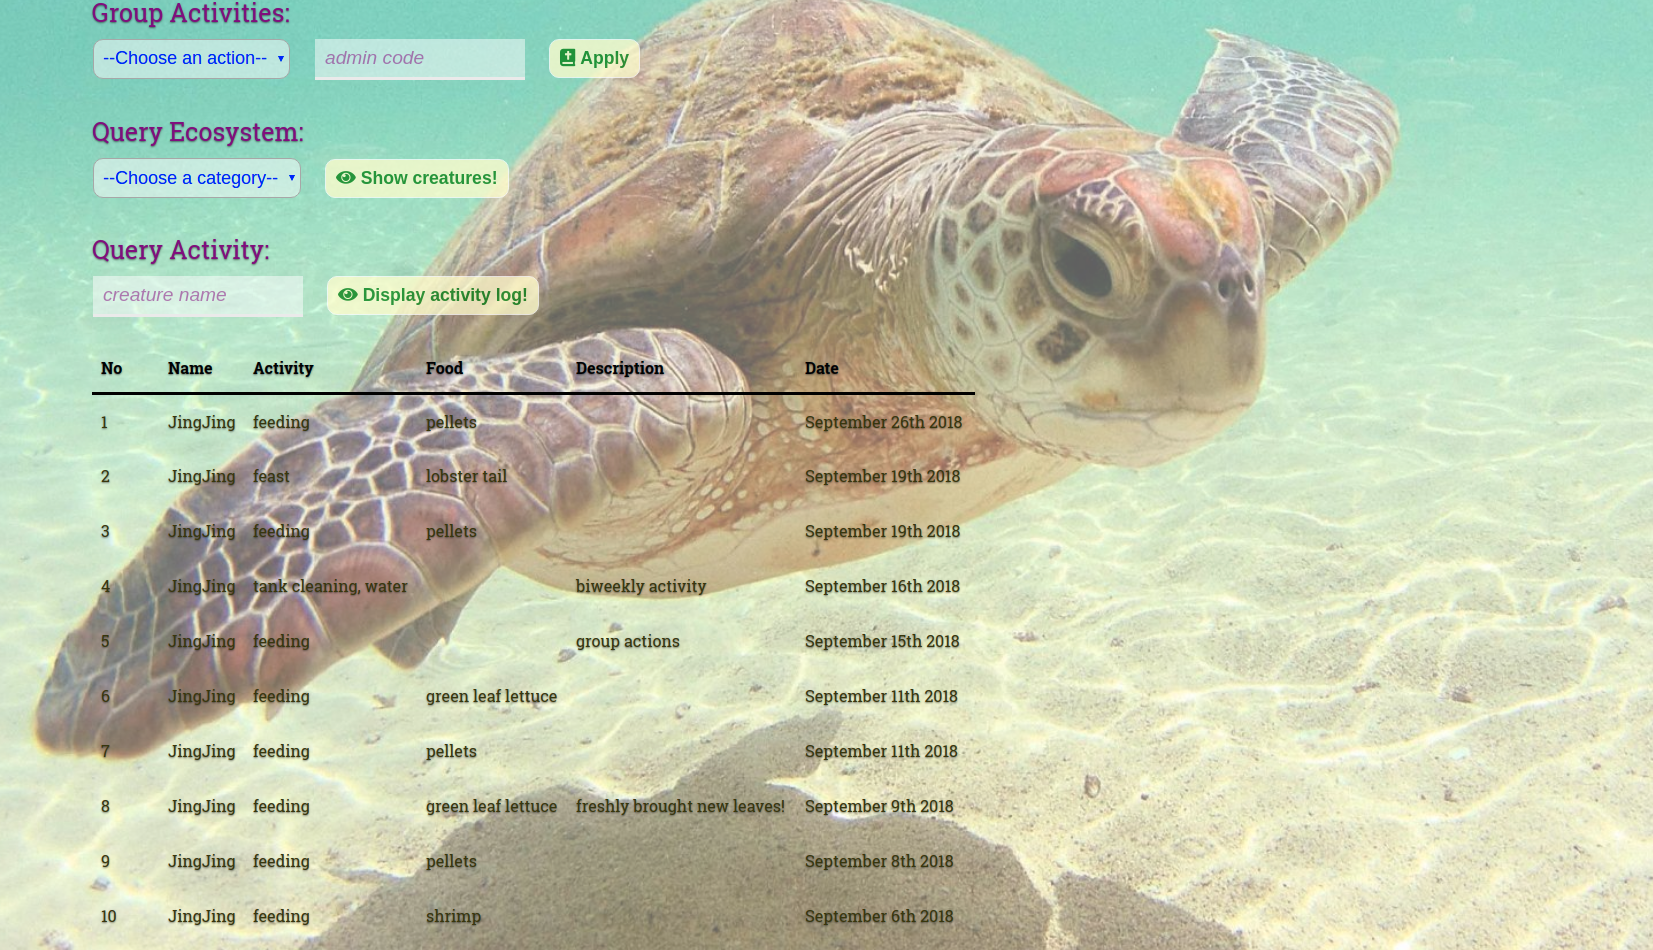 Group Activities:
--Choose an action-- admin code Apply
Query Ecosystem:
--Choose a category-- Show creatures!
Query Activity:
creature name Display activity log!
No Name Activity Food Description Date
1 JingJing feeding pellets September 26th 2018
2 JingJing feast lobster tail September 19th 2018
3 JingJing feeding pellets September 19th 2018
4 JingJing tank cleaning, water biweekly activity September 16th 2018
5 JingJing feeding group actions September 15th 2018
6 JingJing feeding green leaf lettuce September 11th 2018
7 JingJing feeding pellets September 11th 2018
8 JingJing feeding green leaf lettuce freshly brought new leaves! September 9th 2018
9 JingJing feeding pellets September 8th 2018
10 JingJing feeding shrimp September 6th 2018